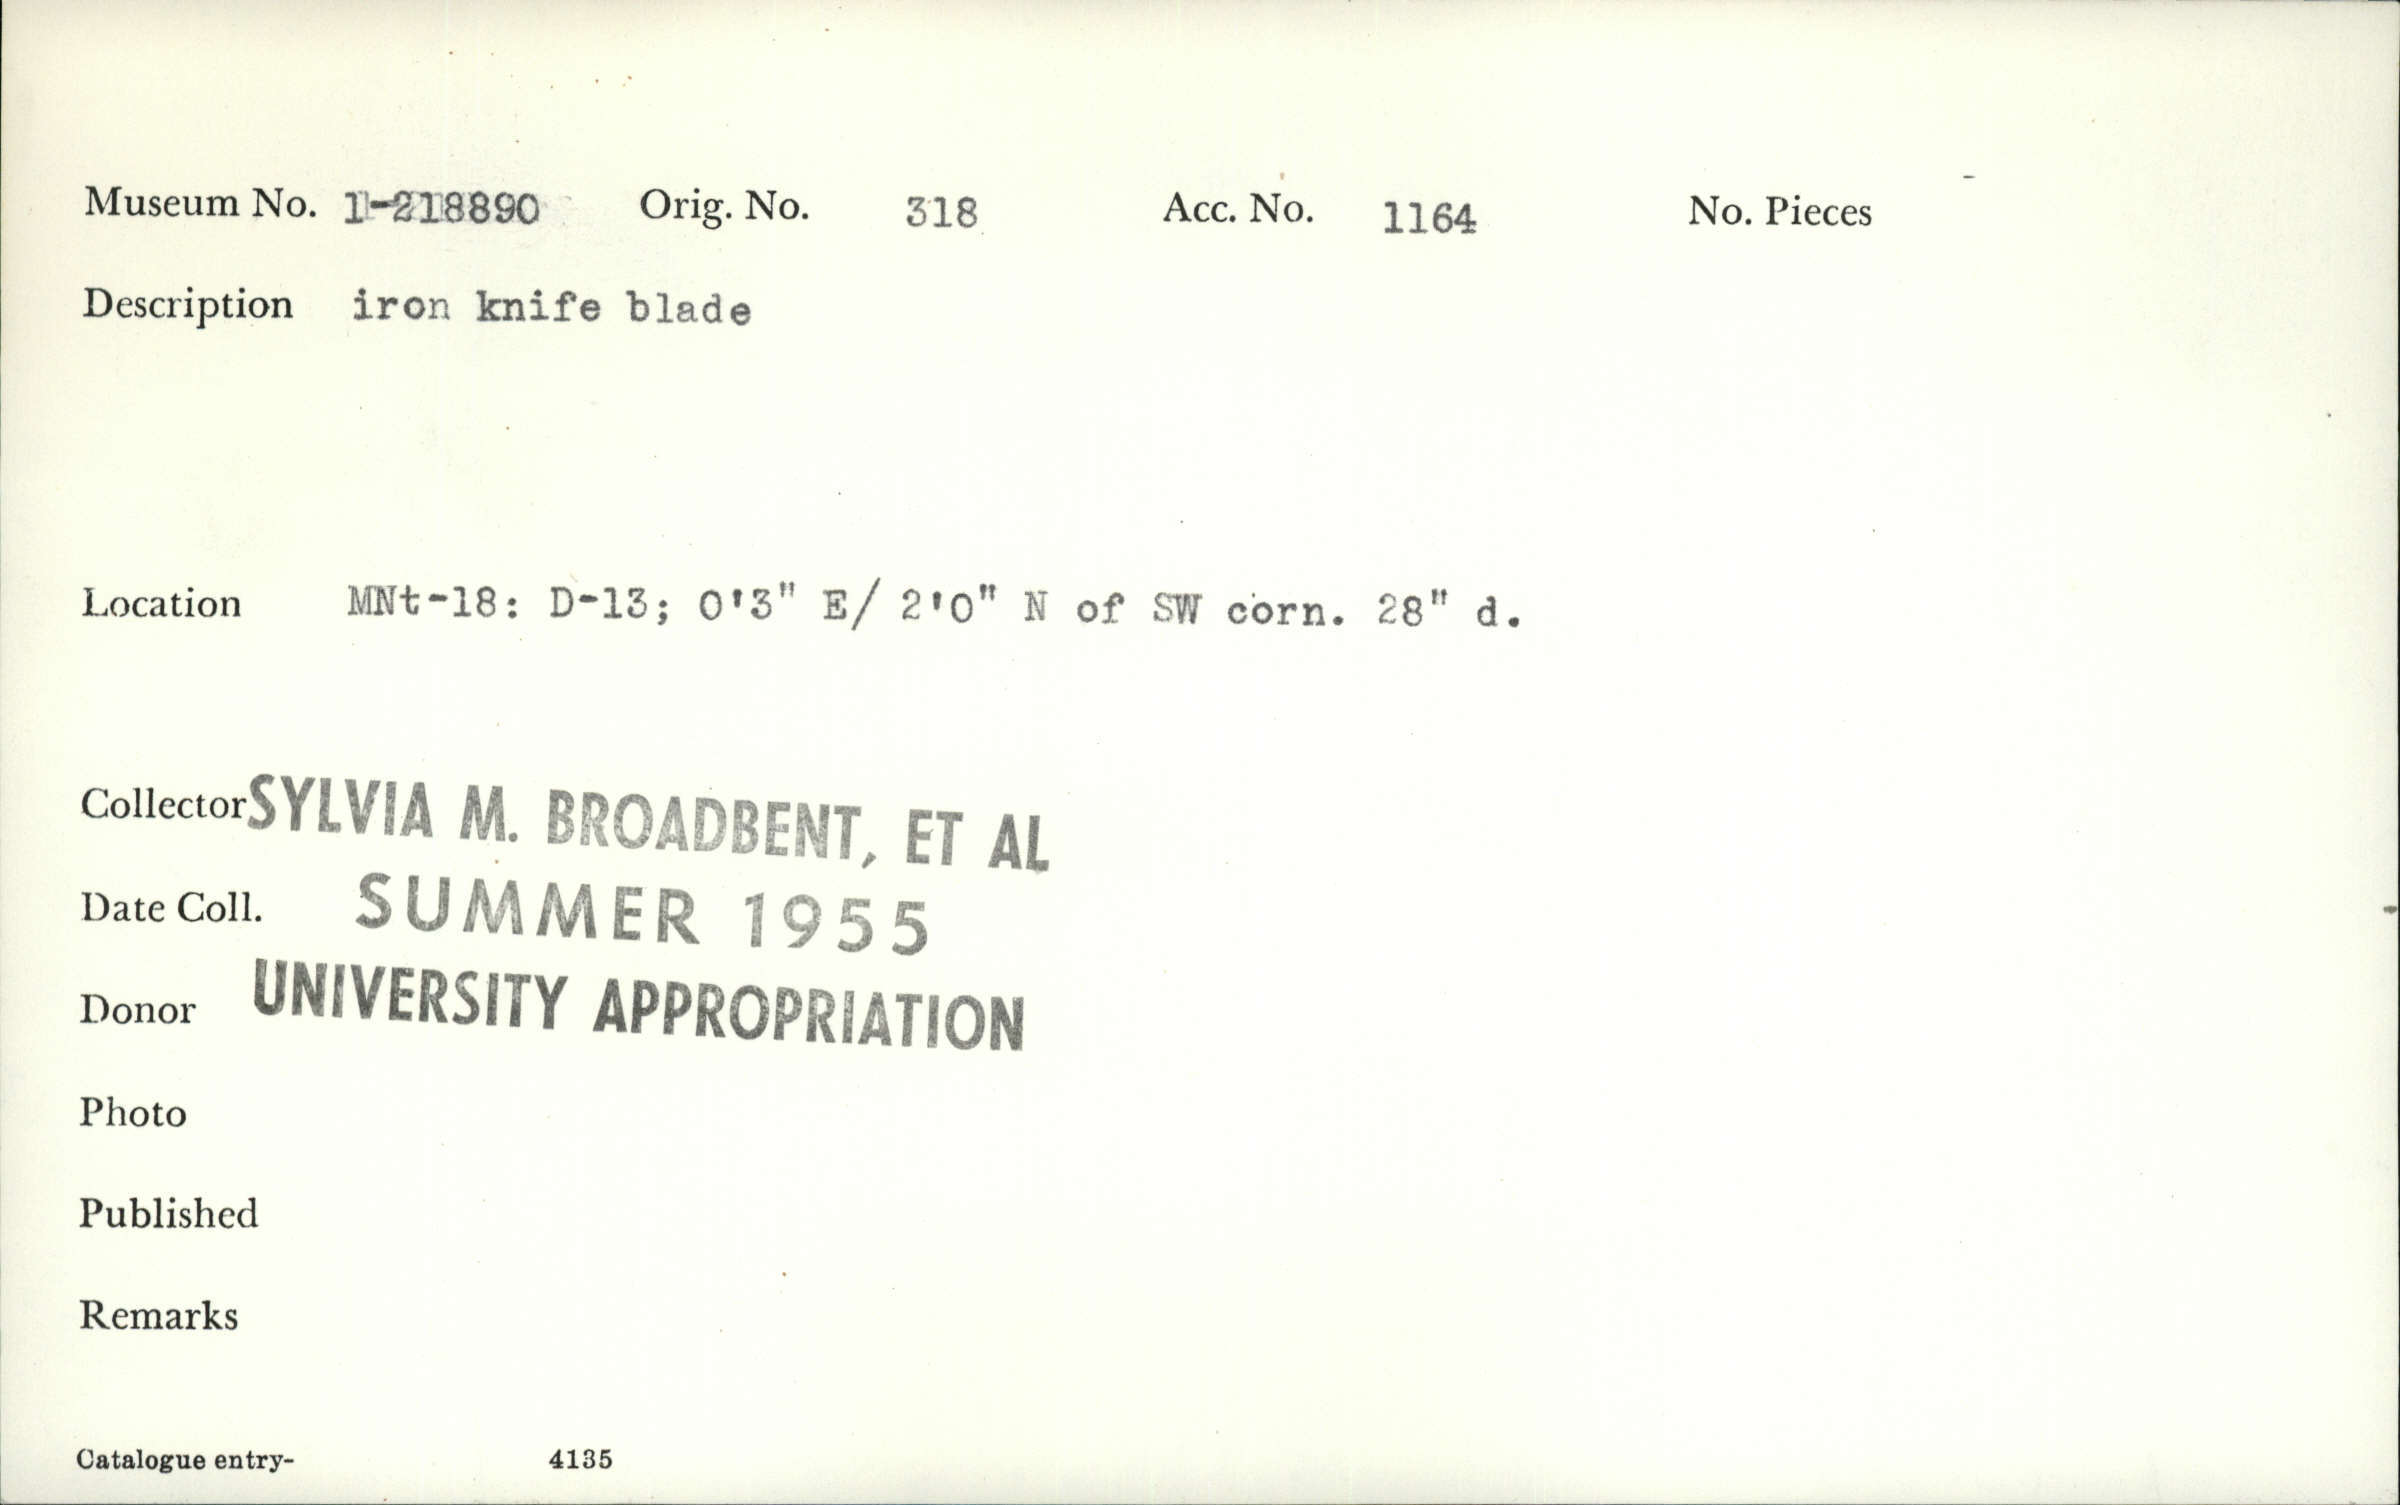 Museum No. 1-218890 Orig. No. 318 Acc. No. 1164 No. Pieces
Description iron knife blade
Location MNt-18: D-13; 0'3" E/ 2'0" N of SW corn. 28" d.
Collector SYLVIA M. BROADBENT, ET AL
Date Coll. SUMMER 1955
Donor UNIVERSITY APPROPRIATION
Photo
Published
Remarks
Catalogue entry- 4135